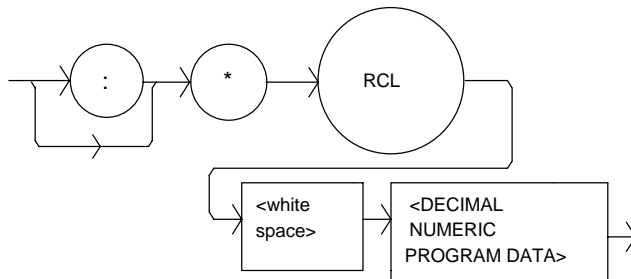 :
*
RCL
<white
space>
<DECIMAL
NUMERIC
PROGRAM DATA>